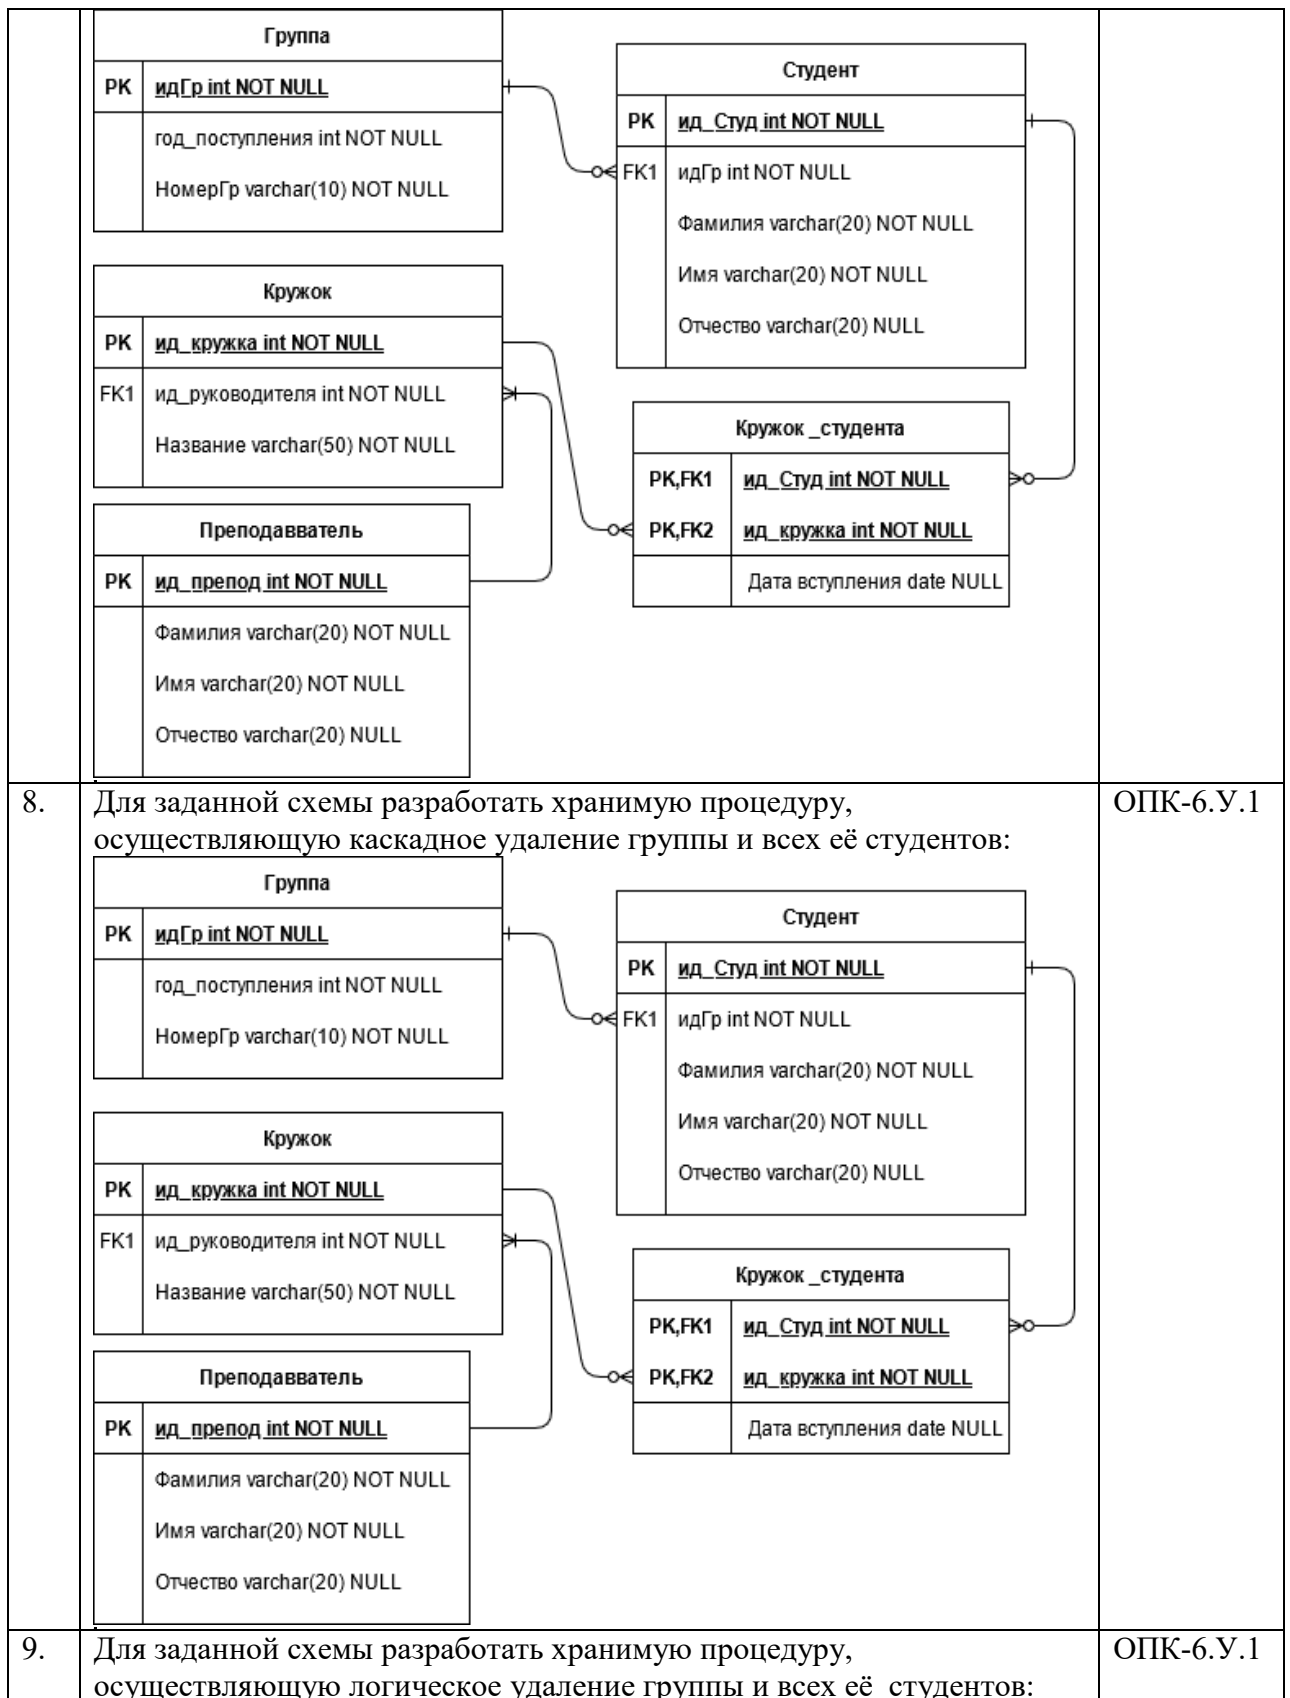 Группа
PK идГр int NOT NULL
год_поступления int NOT NULL
НомерГр varchar(10) NOT NULL
Студент
PK ид_Студ int NOT NULL
FK1 идГр int NOT NULL
Фамилия varchar(20) NOT NULL
Имя varchar(20) NOT NULL
Отчество varchar(20) NULL
Кружок
PK ид_кружка int NOT NULL
FK1 ид_руководителя int NOT NULL
Название varchar(50) NOT NULL
Кружок _студента
PK,FK1 ид_Студ int NOT NULL
PK,FK2 ид_кружка int NOT NULL
Дата вступления date NULL
Преподавватель
PK ид_препод int NOT NULL
Фамилия varchar(20) NOT NULL
Имя varchar(20) NOT NULL
Отчество varchar(20) NULL
8. Для заданной схемы разработать хранимую процедуру, ОПК-6.У.1
осуществляющую каскадное удаление группы и всех её студентов:
Группа
PK идГр int NOT NULL
год_поступления int NOT NULL
НомерГр varchar(10) NOT NULL
Студент
PK ид_Студ int NOT NULL
FK1 идГр int NOT NULL
Фамилия varchar(20) NOT NULL
Имя varchar(20) NOT NULL
Отчество varchar(20) NULL
Кружок
PK ид_кружка int NOT NULL
FK1 ид_руководителя int NOT NULL
Название varchar(50) NOT NULL
Кружок _студента
PK,FK1 ид_Студ int NOT NULL
PK,FK2 ид_кружка int NOT NULL
Дата вступления date NULL
Преподавватель
PK ид_препод int NOT NULL
Фамилия varchar(20) NOT NULL
Имя varchar(20) NOT NULL
Отчество varchar(20) NULL
9. Для заданной схемы разработать хранимую процедуру, ОПК-6.У.1
осуществляющую логическое удаление группы и всех её студентов: